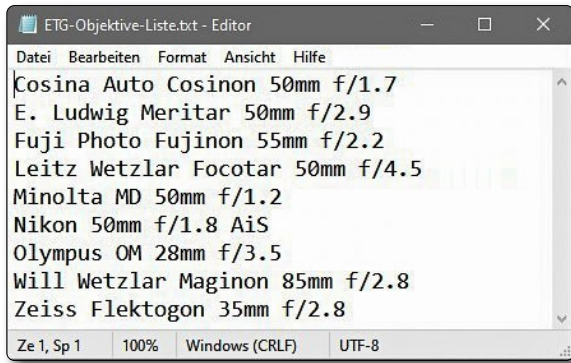 ETG-Objektive-Liste.txt - Editor
Datei Bearbeiten Format Ansicht Hilfe
Cosina Auto Cosinon 50mm f/1.7
E. Ludwig Meritar 50mm f/2.9
Fuji Photo Fujinon 55mm f/2.2
Leitz Wetzlar Focotar 50mm f/4.5
Minolta MD 50mm f/1.2
Nikon 50mm f/1.8 AiS
Olympus OM 28mm f/3.5
Will Wetzlar Maginon 85mm f/2.8
Zeiss Flektogon 35mm f/2.8
Ze 1, Sp 1 100% Windows (CRLF) UTF-8